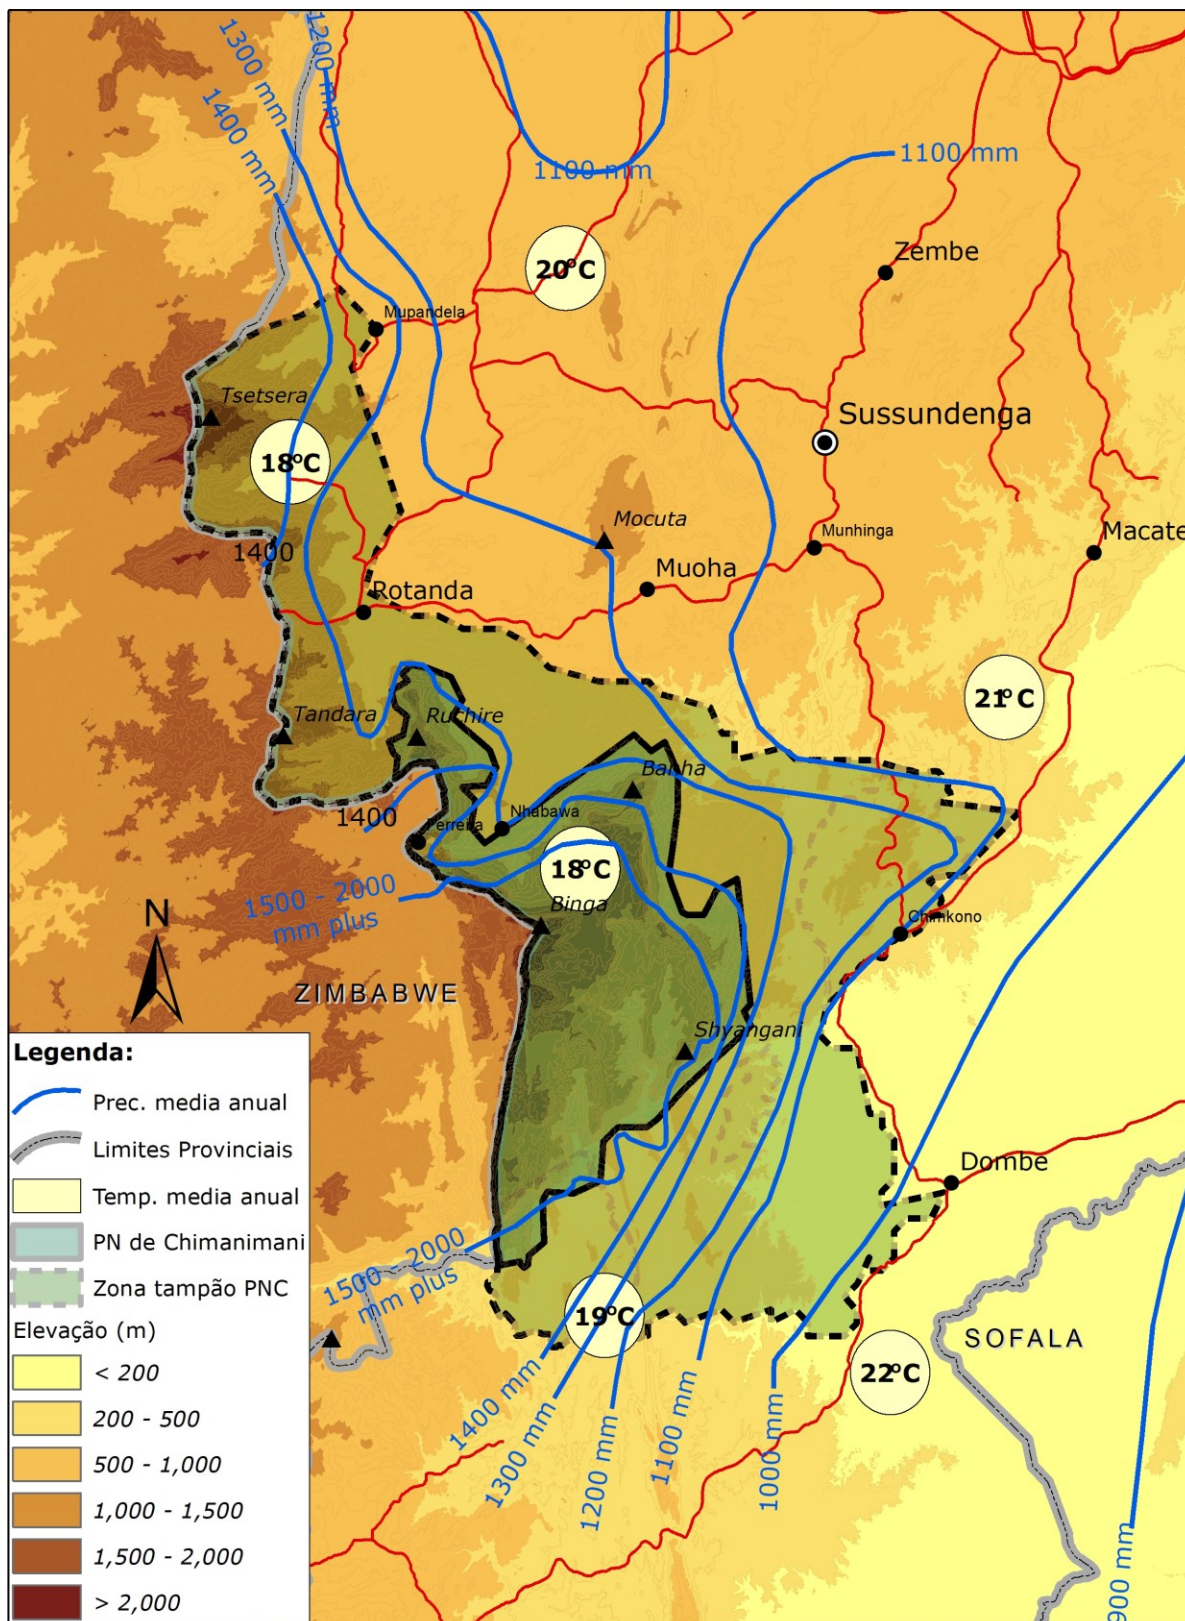 1300 mm
1200 mm
1400 mm
1100 mm
1100 mm
Zembe
20°C
Mupandela
Tsetsera
Sussundenga
18°C
Mocuta
Munhinga
Macate
1400
Muoha
Rotanda
21°C
Tandara
Ruchire
Bahha
1400
Nhabawa
Ferreira
18°C
1500 - 2000
mm plus
Binga
Chimkono
N
ZIMBABWE
Shyangani
Dombe
1500 - 2000
mm plus
19°C
SOFALA
22°C
1400 mm
1300 mm
1200 mm
1100 mm
1000 mm
900 mm
Legenda:
Prec. media anual
Limites Provinciais
Temp. media anual
PN de Chimanimani
Zona tampão PNC
Elevação (m)
< 200
200 - 500
500 - 1,000
1,000 - 1,500
1,500 - 2,000
> 2,000